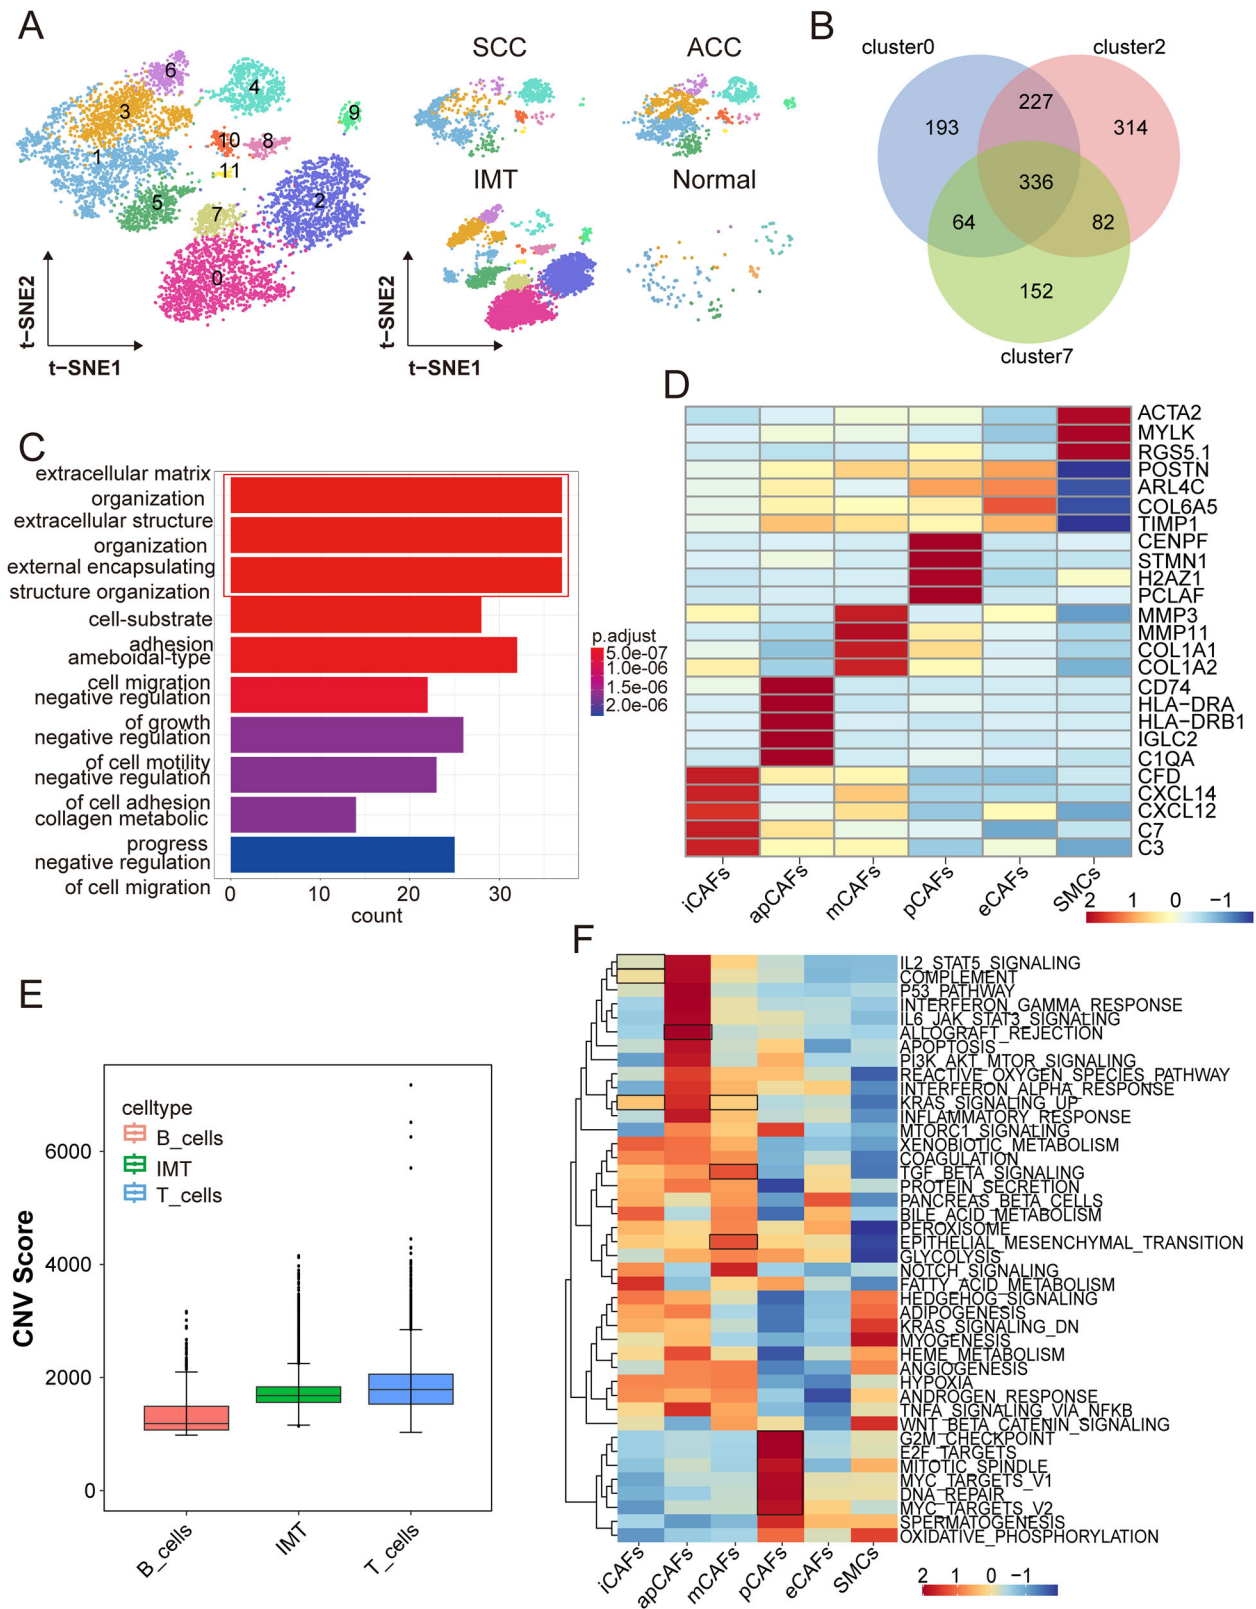 A
6
4
3
9
10
8
1
11
5
7
2
0
t-SNE2
t-SNE1
SCC
ACC
IMT
Normal
t-SNE2
t-SNE1
B
cluster0
cluster2
227
193
314
336
64
82
152
cluster7
C
extracellular matrix
organization
extracellular structure
organization
external encapsulating
structure organization
cell-substrate
adhesion
ameboidal-type
cell migration
negative regulation
of growth
negative regulation
of cell motility
negative regulation
of cell adhesion
collagen metabolic
progress
negative regulation
of cell migration
0
10
20
30
count
p.adjust
5.0e-07
1.0e-06
1.5e-06
2.0e-06
D
ACTA2
MYLK
RGS5.1
POSTN
ARL4C
COL6A5
TIMP1
CENPF
STMN1
H2AZ1
PCLAF
MMP3
MMP11
COL1A1
COL1A2
CD74
HLA-DRA
HLA-DRB1
IGLC2
C1QA
CFD
CXCL14
CXCL12
C7
C3
iCAFs
apCAFs
mCAFs
pCAFs
eCAFs
SMCs
2
1
0
-1
E
celltype
B_cells
IMT
T_cells
CNV Score
6000
4000
2000
0
B_cells
IMT
T_cells
F
IL2_STAT5_SIGNALING
COMPLEMENT
P53_PATHWAY
INTERFERON_GAMMA_RESPONSE
IL6_JAK_STAT3_SIGNALING
ALLOGRAFT_REJECTION
APOPTOSIS
PI3K_AKT_MTOR_SIGNALING
REACTIVE_OXYGEN_SPECIES_PATHWAY
INTERFERON_ALPHA_RESPONSE
KRAS_SIGNALING_UP
INFLAMMATORY_RESPONSE
MTORC1_SIGNALING
XENOBIOTIC_METABOLISM
COAGULATION
TGF_BETA_SIGNALING
PROTEIN_SECRETION
PANCREAS_BETA_CELLS
BILE_ACID_METABOLISM
PEROXISOME
EPITHELIAL_MESENCHYMAL_TRANSITION
GLYCOLYSIS
NOTCH_SIGNALING
FATTY_ACID_METABOLISM
HEDGEHOG_SIGNALING
ADIPOGENESIS
KRAS_SIGNALING_DN
MYOGENESIS
HEME_METABOLISM
ANGIOGENESIS
HYPOXIA
ANDROGEN_RESPONSE
TNFA_SIGNALING_VIA_NFKB
WNT_BETA_CATENIN_SIGNALING
G2M_CHECKPOINT
E2F_TARGETS
MITOTIC_SPINDLE
MYC_TARGETS_V1
DNA_REPAIR
MYC_TARGETS_V2
SPERMATOGENESIS
OXIDATIVE_PHOSPHORYLATION
iCAFs
apCAFs
mCAFs
pCAFs
eCAFs
SMCs
2
1
0
-1